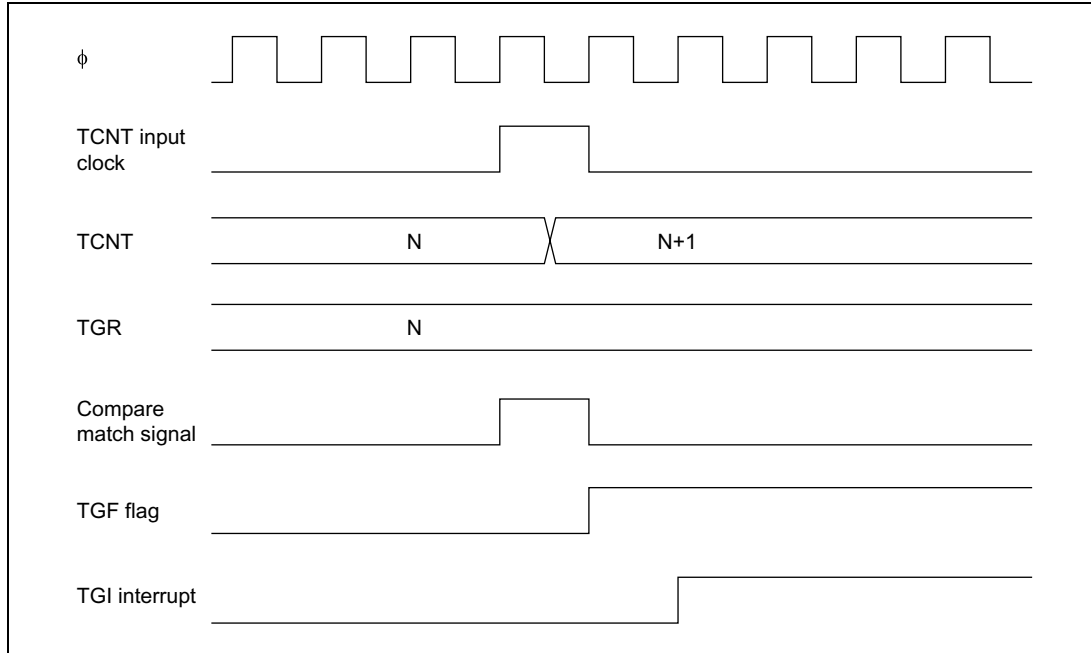 ϕ
TCNT input
clock
TCNT
N
N+1
TGR
N
Compare
match signal
TGF flag
TGI interrupt